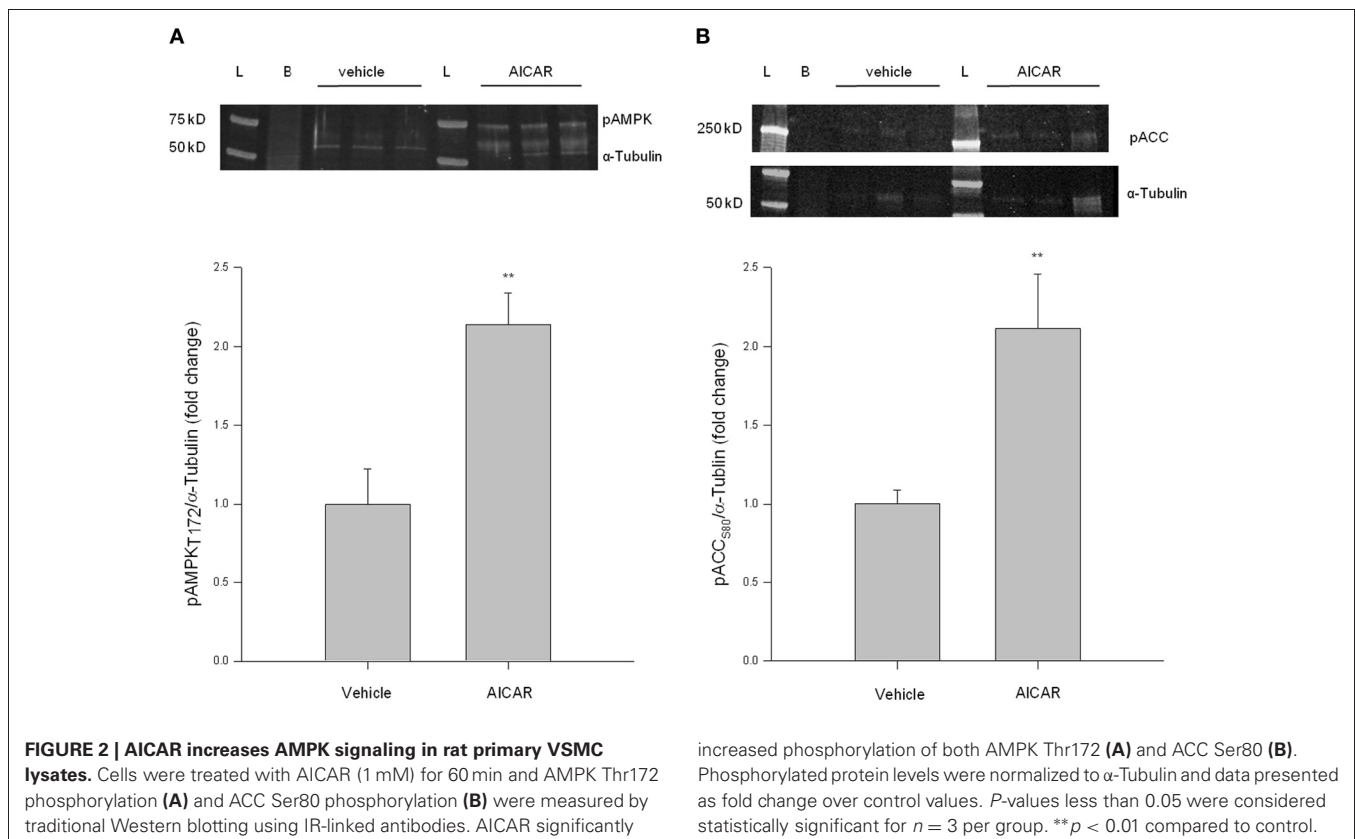 A
L B vehicle L AICAR
75 kD
50 kD
pAMPK
α-Tubulin
2.5
2.0
1.5
1.0
0.5
0.0
pAMPKT172/α-Tubulin (fold change)
**
Vehicle AICAR
B
L B vehicle L AICAR
250 kD
pACC
50 kD
α-Tubulin
2.5
2.0
1.5
1.0
0.5
0.0
pACCS80/α-Tublin (fold change)
**
Vehicle AICAR
FIGURE 2 | AICAR increases AMPK signaling in rat primary VSMC
lysates. Cells were treated with AICAR (1 mM) for 60 min and AMPK Thr172
phosphorylation (A) and ACC Ser80 phosphorylation (B) were measured by
traditional Western blotting using IR-linked antibodies. AICAR significantly
increased phosphorylation of both AMPK Thr172 (A) and ACC Ser80 (B).
Phosphorylated protein levels were normalized to α-Tubulin and data presented
as fold change over control values. P-values less than 0.05 were considered
statistically significant for n = 3 per group. **p < 0.01 compared to control.